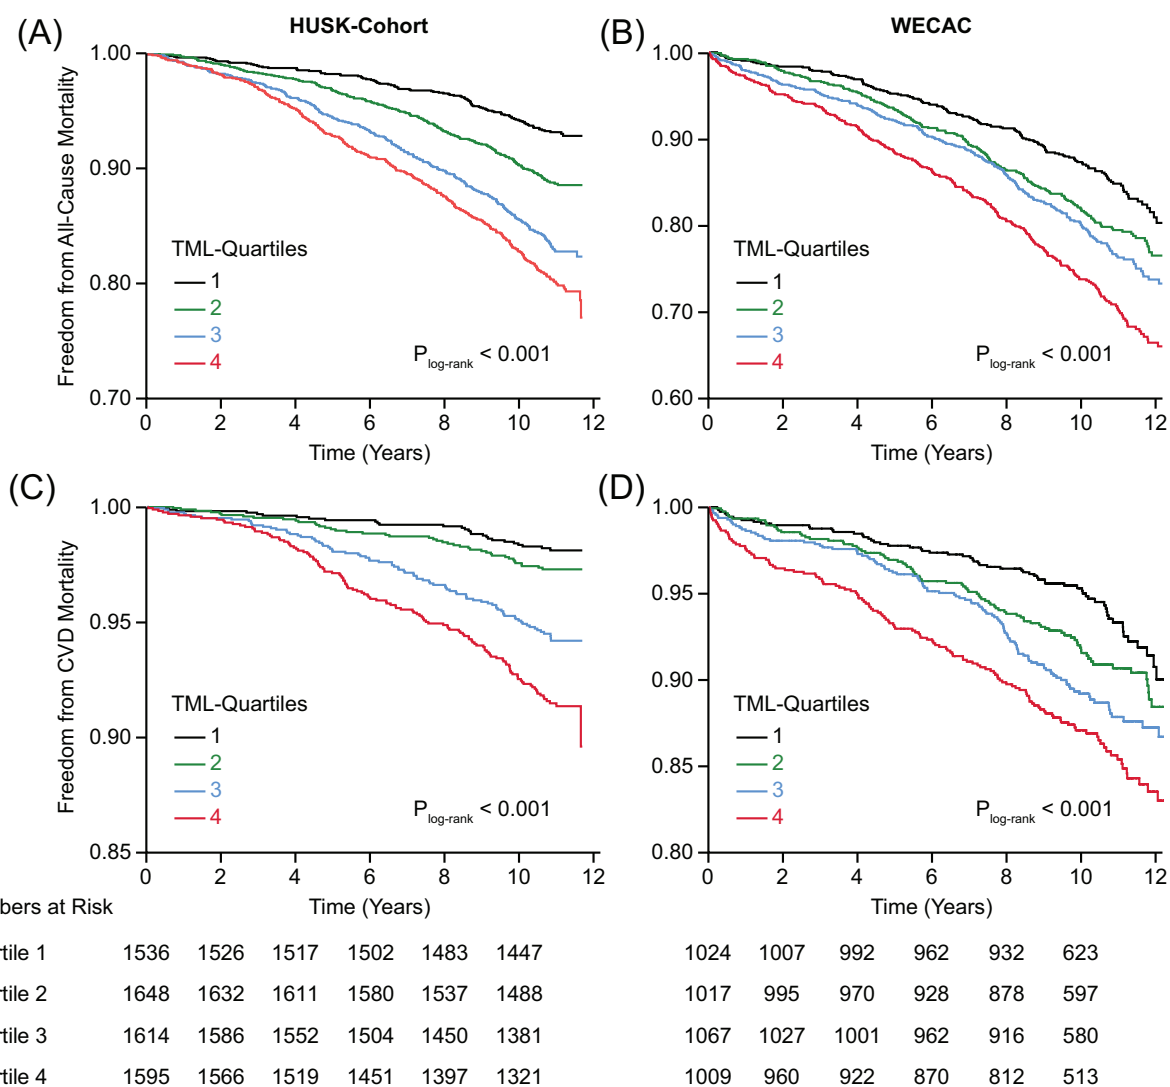 (A) HUSK-Cohort
(B) WECAC
Freedom from All-Cause Mortality
1.00
0.90
0.80
0.70
TML-Quartiles
1
2
3
4
P log-rank < 0.001
0 2 4 6 8 10 12
Time (Years)
1.00
0.90
0.80
0.70
0.60
TML-Quartiles
1
2
3
4
P log-rank < 0.001
0 2 4 6 8 10 12
Time (Years)
(C)
(D)
Freedom from CVD Mortality
1.00
0.95
0.90
0.85
TML-Quartiles
1
2
3
4
P log-rank < 0.001
0 2 4 6 8 10 12
Time (Years)
1.00
0.95
0.90
0.85
0.80
TML-Quartiles
1
2
3
4
P log-rank < 0.001
0 2 4 6 8 10 12
Time (Years)
bers at Risk
rtile 1 1536 1526 1517 1502 1483 1447 1024 1007 992 962 932 623
rtile 2 1648 1632 1611 1580 1537 1488 1017 995 970 928 878 597
rtile 3 1614 1586 1552 1504 1450 1381 1067 1027 1001 962 916 580
rtile 4 1595 1566 1519 1451 1397 1321 1009 960 922 870 812 513